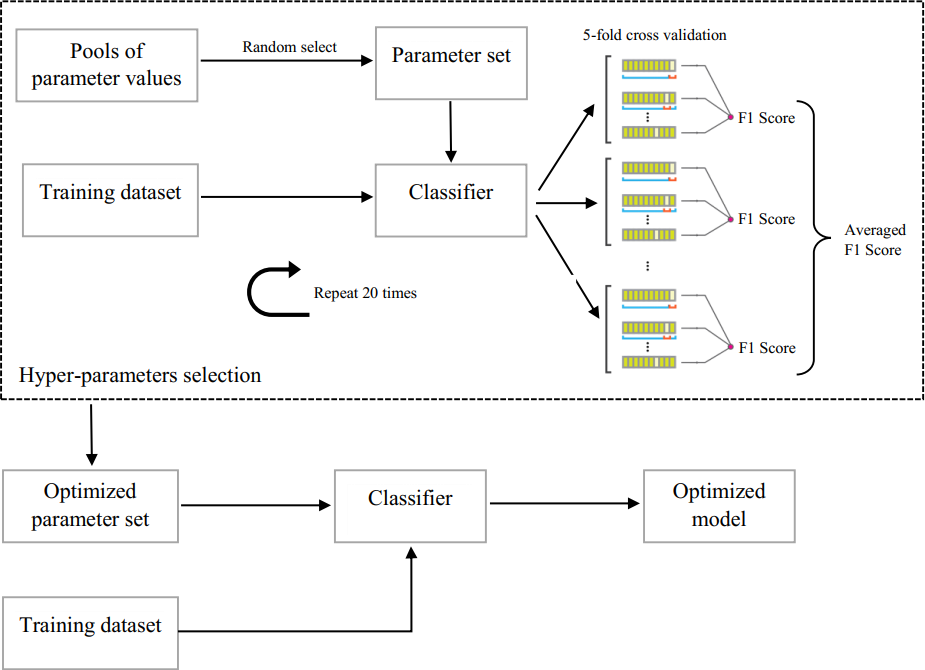 Pools of
parameter values
Random select
Parameter set
5-fold cross validation
F1 Score
Training dataset
Classifier
F1 Score
Averaged
F1 Score
Repeat 20 times
F1 Score
Hyper-parameters selection
Optimized
parameter set
Classifier
Optimized
model
Training dataset